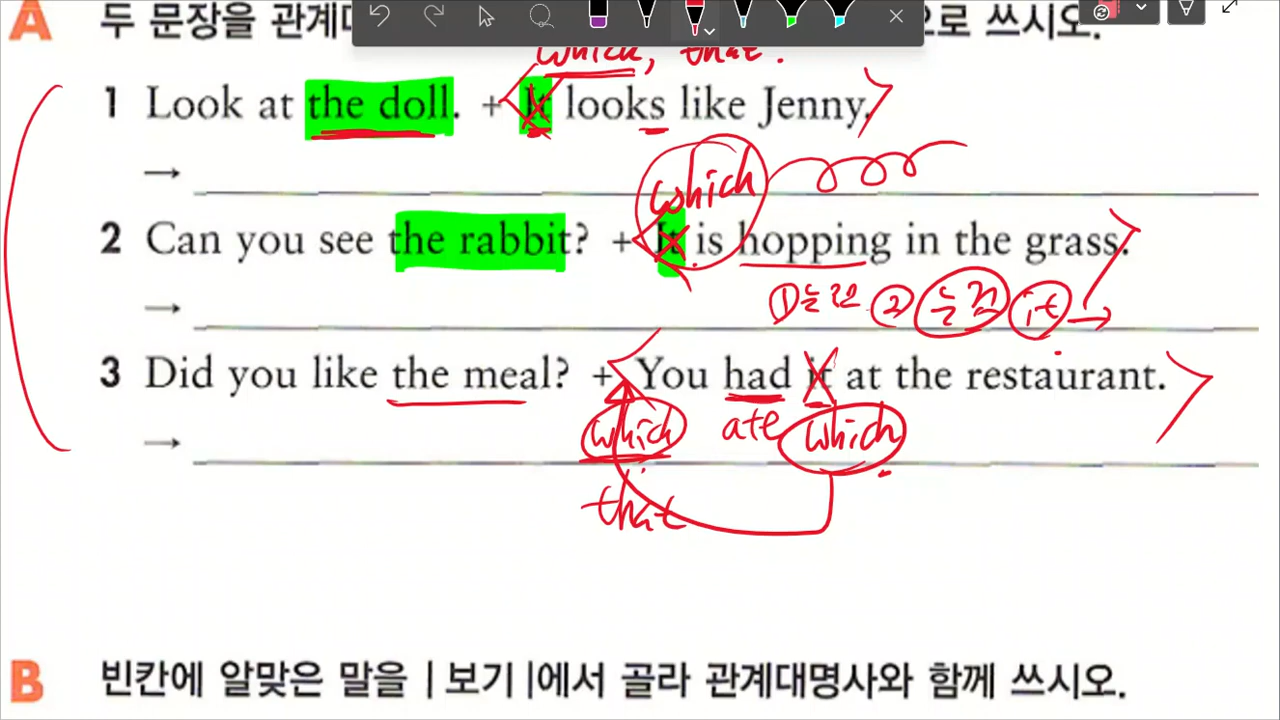 A 두 문장을 관계대 으로 쓰시오.
which, that.
1 Look at the doll. + It looks like Jenny.
→
which
2 Can you see the rabbit? + It is hopping in the grass.
→ ①는걸 ② 는것 it →
3 Did you like the meal? + You had it at the restaurant.
→ which ate which
that
B 빈칸에 알맞은 말을 | 보기 |에서 골라 관계대명사와 함께 쓰시오.